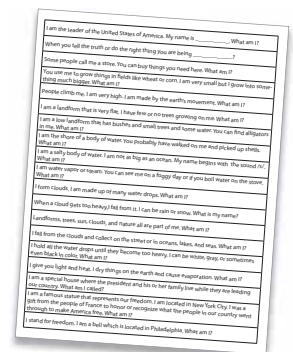 I am the leader of the United States of America. My name is __________. What am I?
When you tell the truth or do the right thing you are being __________?
Some people call me a store. You can buy things you need here. What am I?
You use me to grow things in fields like wheat or corn. I am very small but I grow into some-
thing much bigger. What am I?
People climb me. I am very high. I am made by the earth's movement. What am I?
I am a landform that is very flat. I have few or no trees growing on me. What am I?
I am a low landform that has bushes and small trees and some water. You can find alligators
in me. What am I?
I am the shore of a body of water. You probably have walked on me and picked up shells.
What am I?
I am a salty body of water. I am not as big as an ocean. My name begins with the sound /s/.
What am I?
I am water vapor or steam. You can see me on a foggy day or if you boil water on the stove.
What am I?
I form clouds. I am made up of many water drops. What am I?
When a cloud gets too heavy, I fall from it. I can be rain or snow. What is my name?
Landforms, trees, sun, clouds, and nature all are part of me. What am I?
I fall from the clouds and collect on the street or in oceans, lakes, and seas. What am I?
I hold all the water drops until they become too heavy. I can be white, gray, or sometimes
even black in color. What am I?
I give you light and heat. I dry things on the earth and cause evaporation. What am I?
I am a special house where the president and his or her family live while they are leading
our country. What am I called?
I am a famous statue that represents our freedom. I am located in New York City. I was a
gift from the people of France to honor or recognize what the people in our country went
through to make America free. What am I?
I stand for freedom. I am a bell which is located in Philadelphia. What am I?